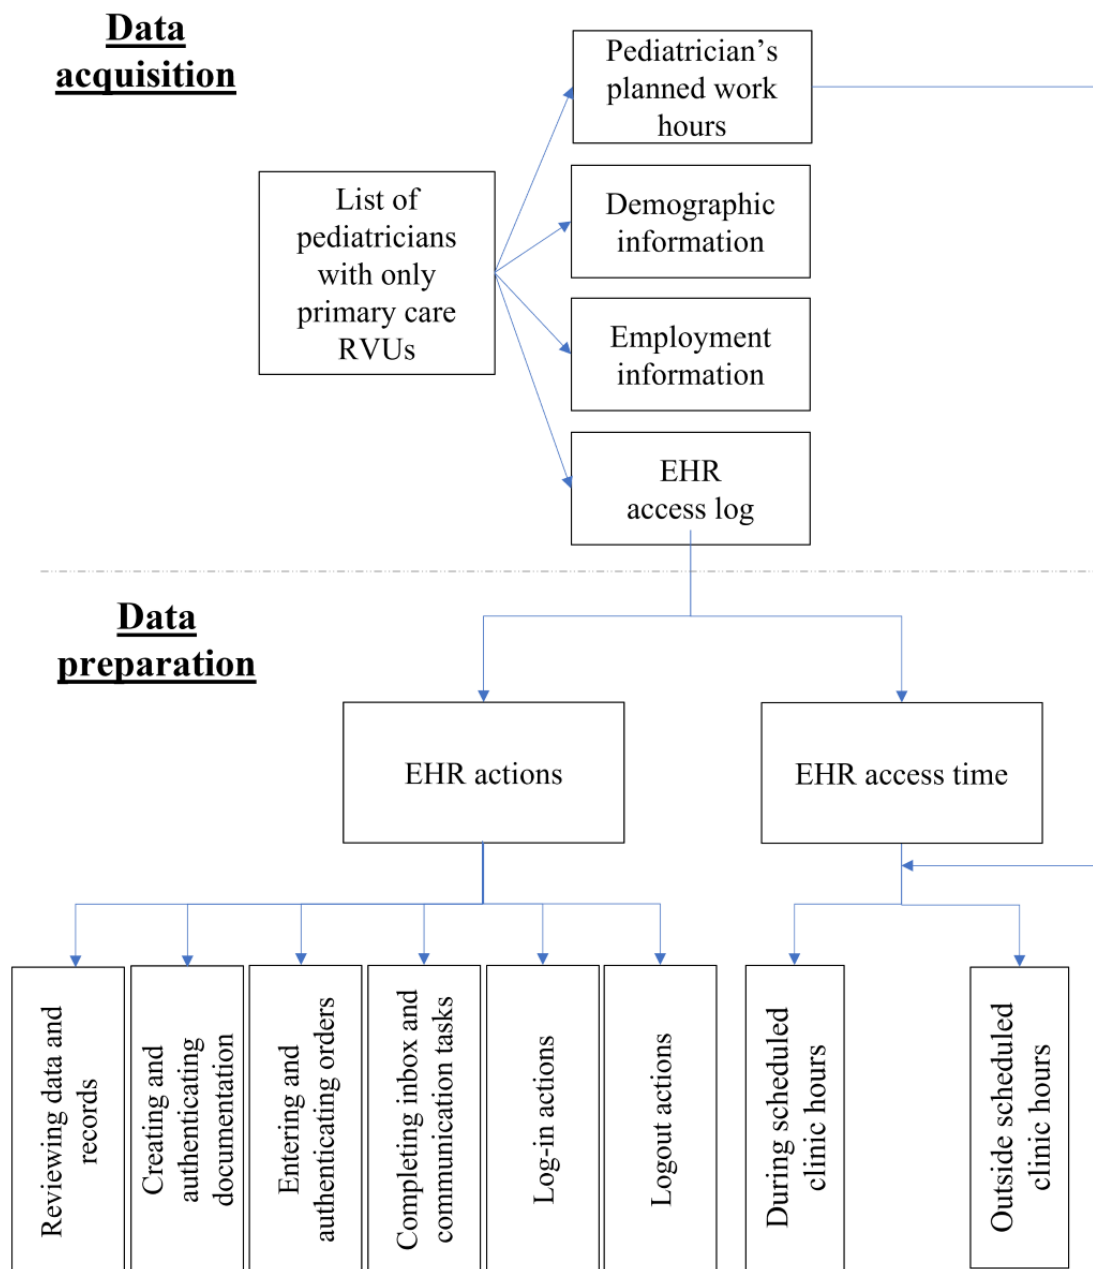 Data
acquisition
Pediatrician’s
planned work
hours
List of
pediatricians
with only
primary care
RVUs
Demographic
information
Employment
information
EHR
access log
Data
preparation
EHR actions
EHR access time
Reviewing data and
records
Creating and
authenticating
documentation
Entering and
authenticating orders
Completing inbox and
communication tasks
Log-in actions
Logout actions
During scheduled
clinic hours
Outside scheduled
clinic hours